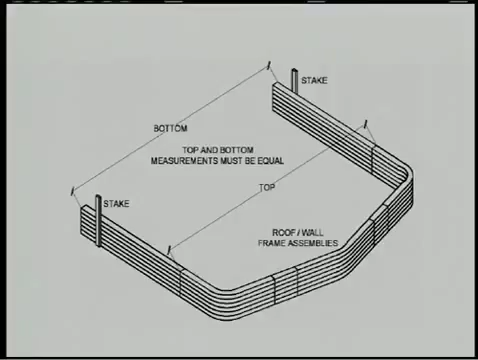 STAKE
BOTTOM
TOP AND BOTTOM
MEASUREMENTS MUST BE EQUAL
TOP
STAKE
ROOF / WALL
FRAME ASSEMBLIES